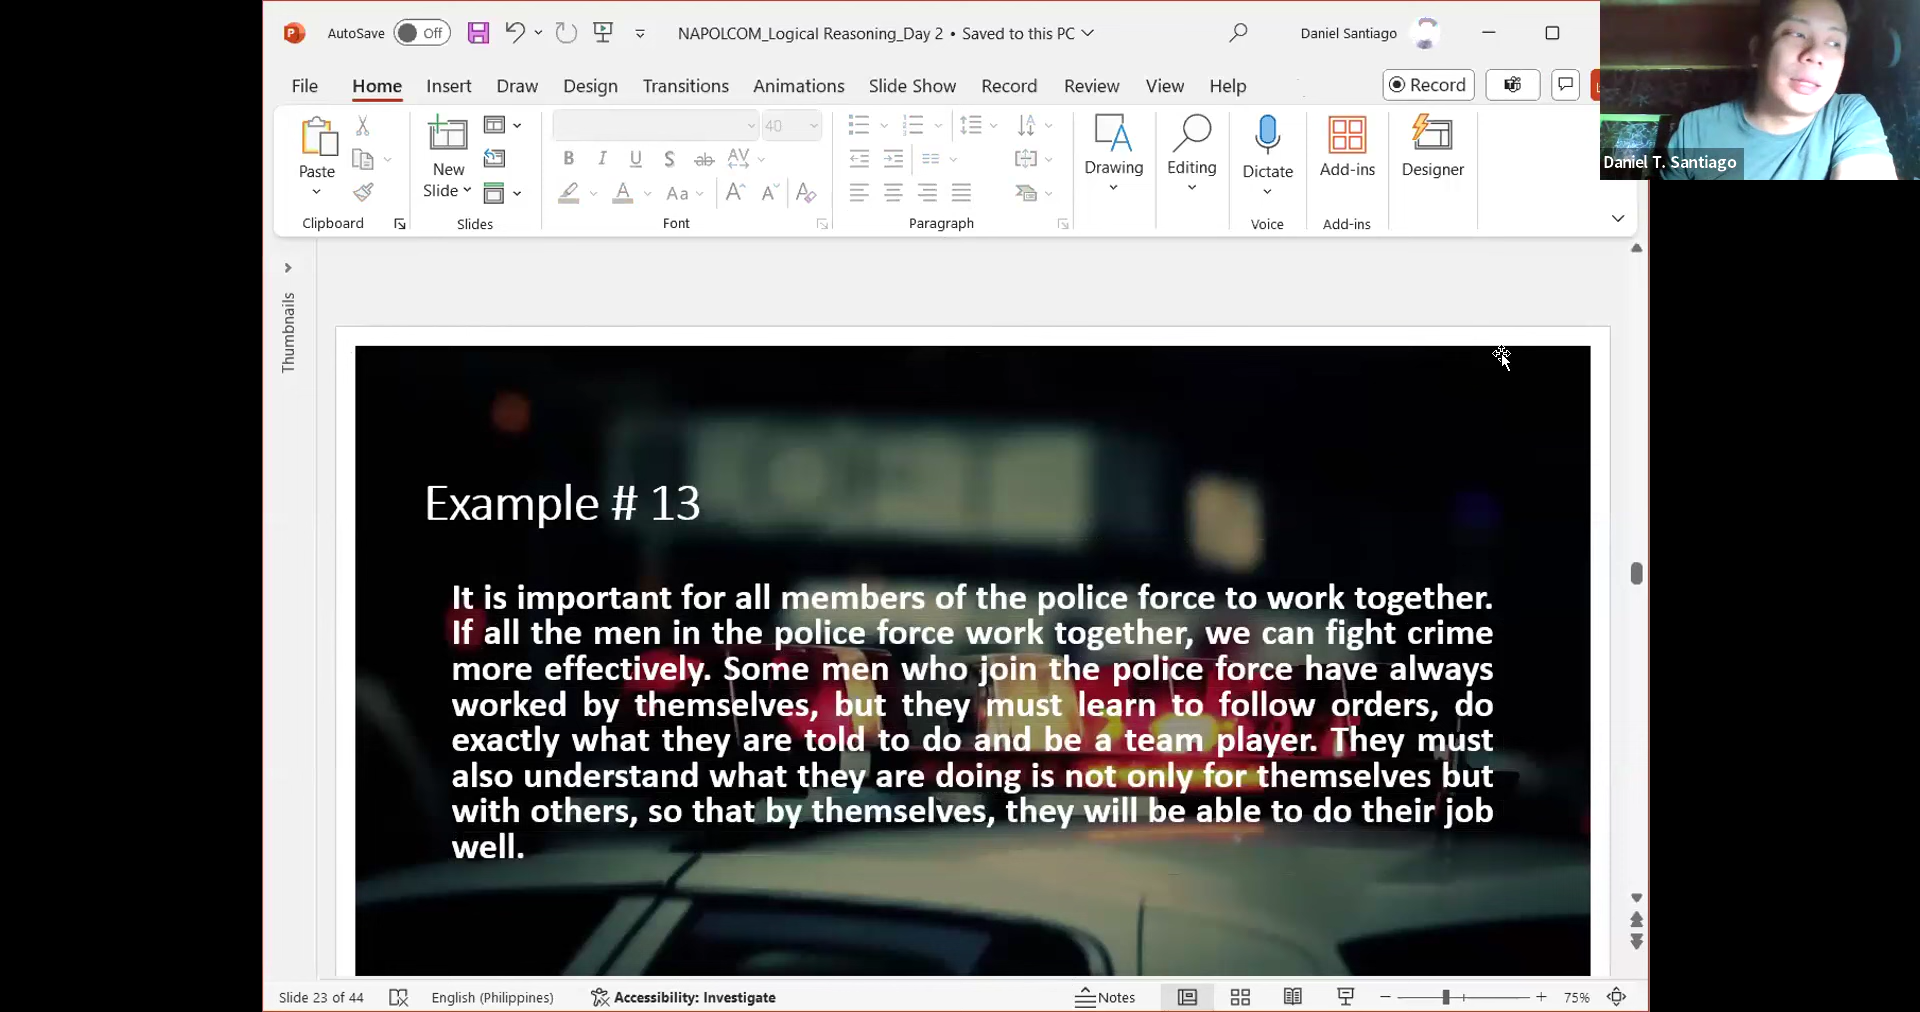 AutoSave Off NAPOLCOM_Logical Reasoning_Day 2 • Saved to this PC Daniel Santiago
File Home Insert Draw Design Transitions Animations Slide Show Record Review View Help Record
Paste
New
Slide
40
Drawing
Editing
Dictate
Add-ins
Designer
Clipboard Slides Font Paragraph Voice Add-ins
Daniel T. Santiago
Thumbnails
Example # 13
It is important for all members of the police force to work together.
If all the men in the police force work together, we can fight crime
more effectively. Some men who join the police force have always
worked by themselves, but they must learn to follow orders, do
exactly what they are told to do and be a team player. They must
also understand what they are doing is not only for themselves but
with others, so that by themselves, they will be able to do their job
well.
Slide 23 of 44 English (Philippines) Accessibility: Investigate Notes 75%